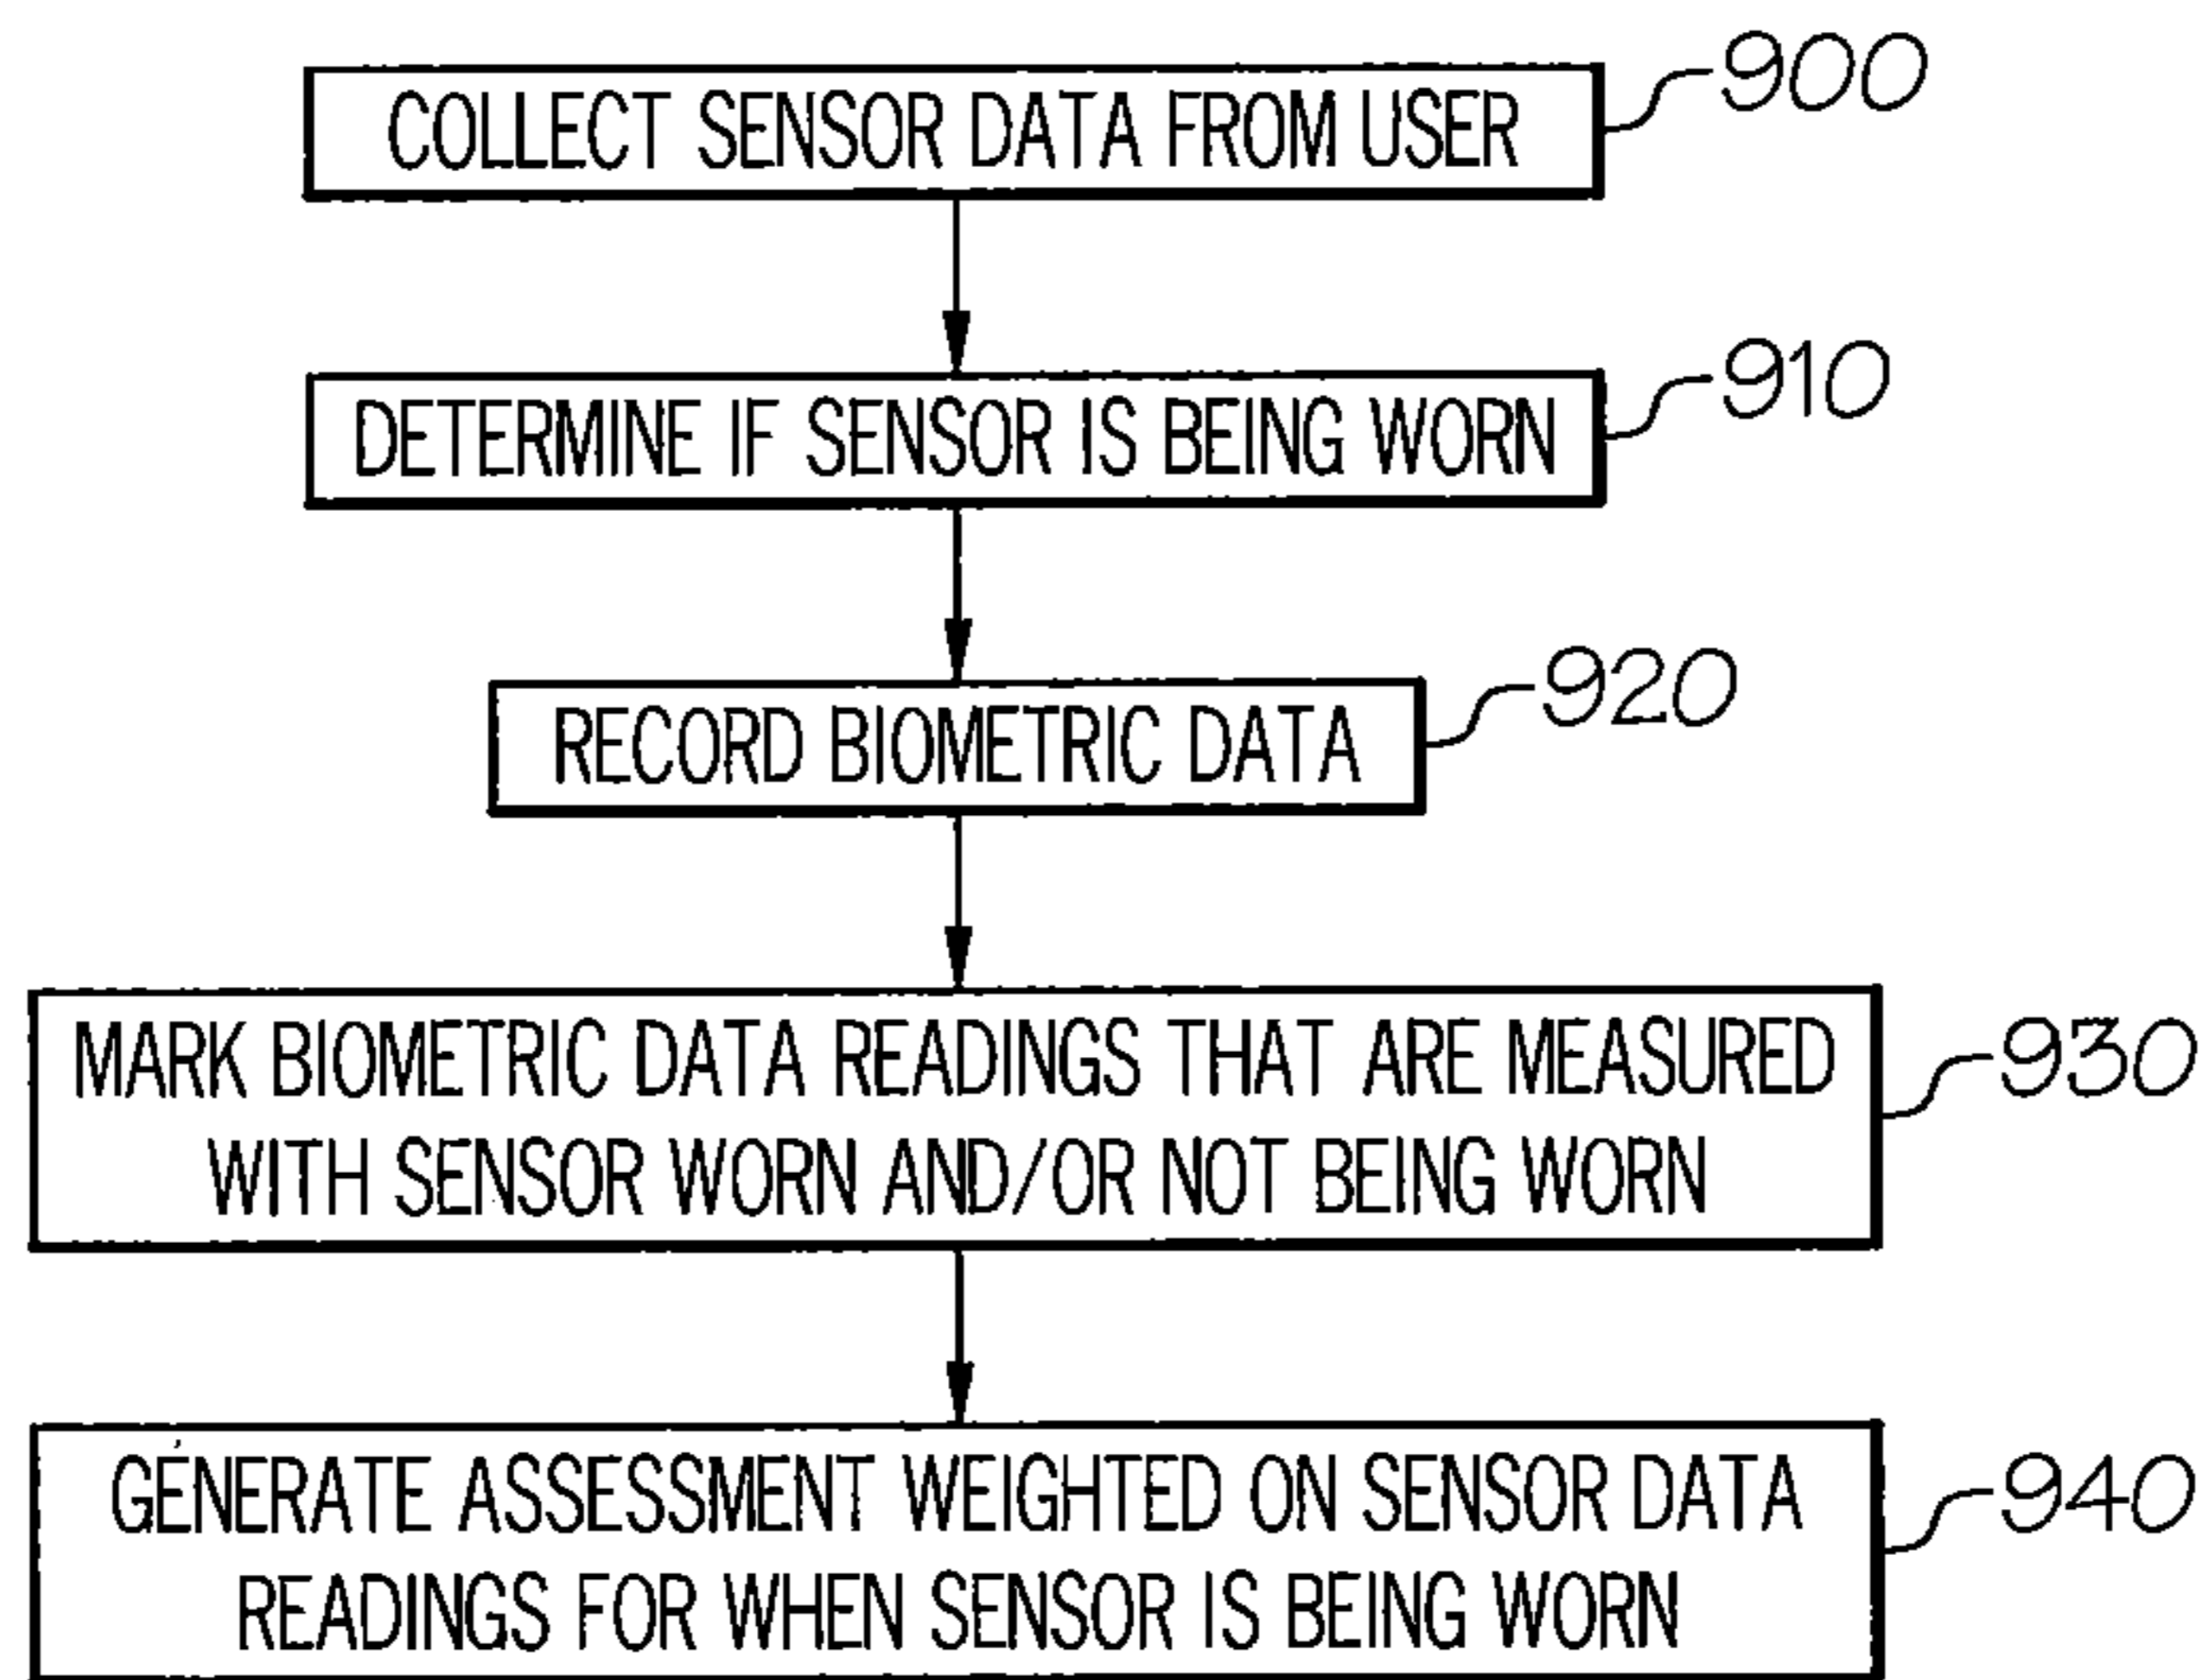 COLLECT SENSOR DATA FROM USER
900
DETERMINE IF SENSOR IS BEING WORN
910
RECORD BIOMETRIC DATA
920
MARK BIOMETRIC DATA READINGS THAT ARE MEASURED
WITH SENSOR WORN AND/OR NOT BEING WORN
930
GENERATE ASSESSMENT WEIGHTED ON SENSOR DATA
READINGS FOR WHEN SENSOR IS BEING WORN
940